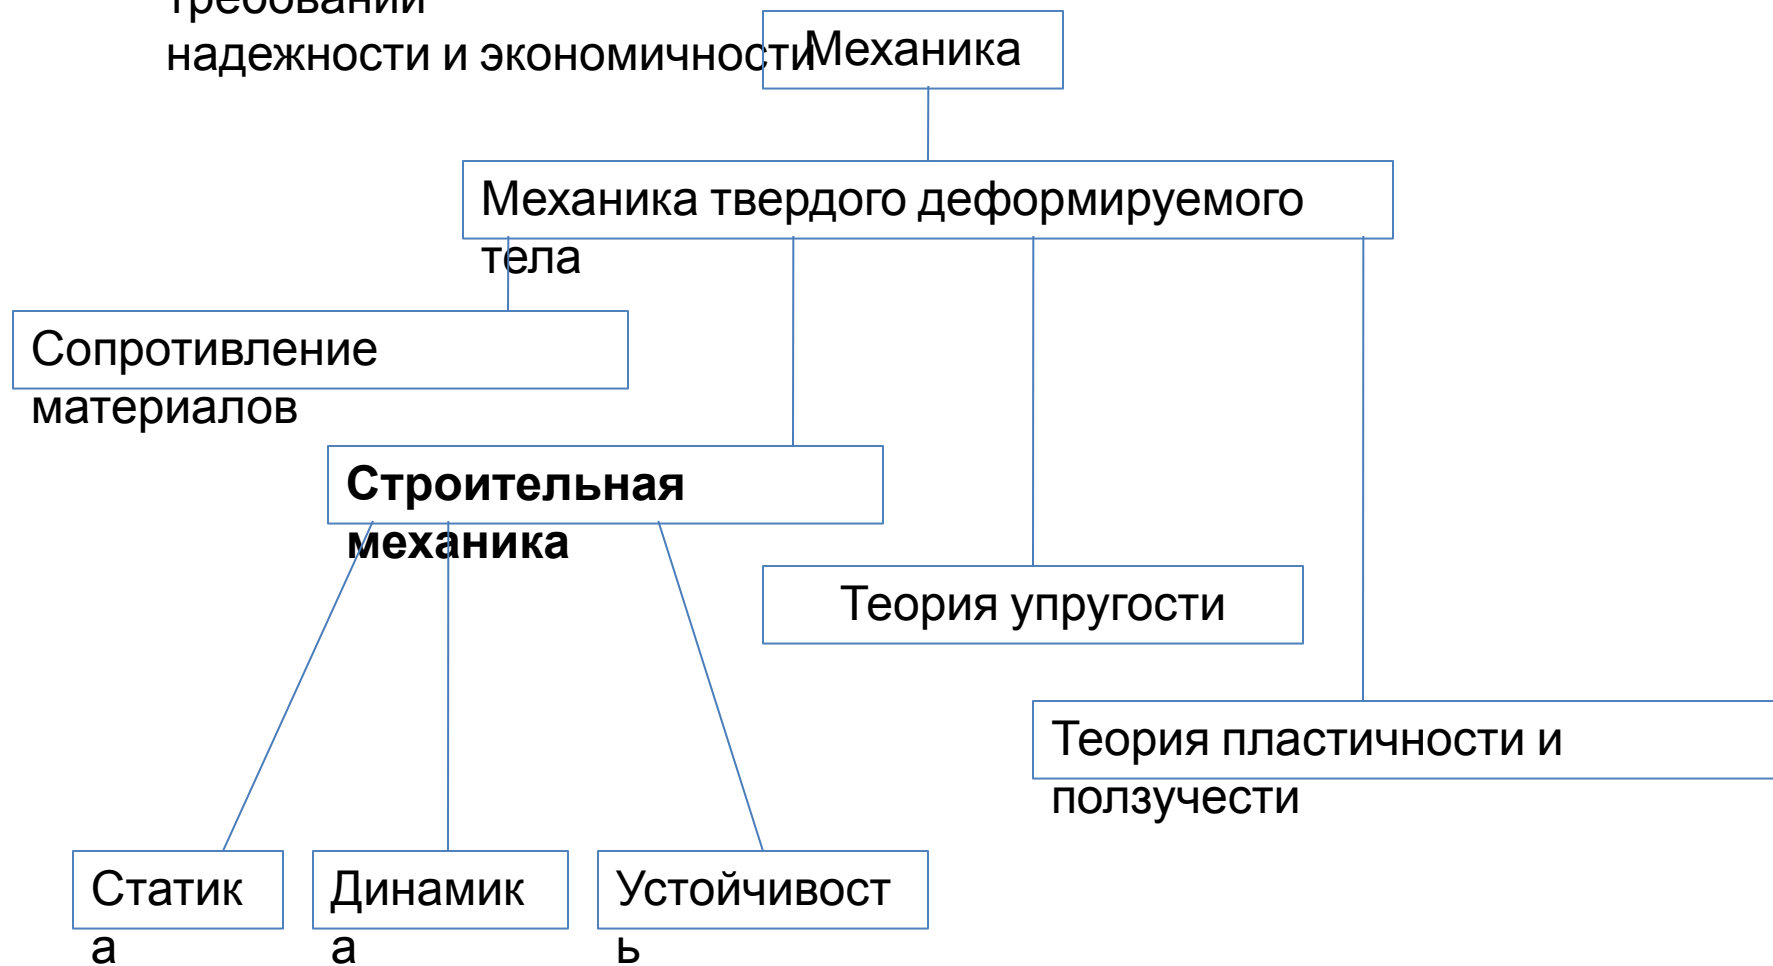 требований
надежности и экономичности
Механика
Механика твердого деформируемого
тела
Сопротивление
материалов
Строительная
механика
Теория упругости
Теория пластичности и
ползучести
Статик
а
Динамик
а
Устойчивост
ь